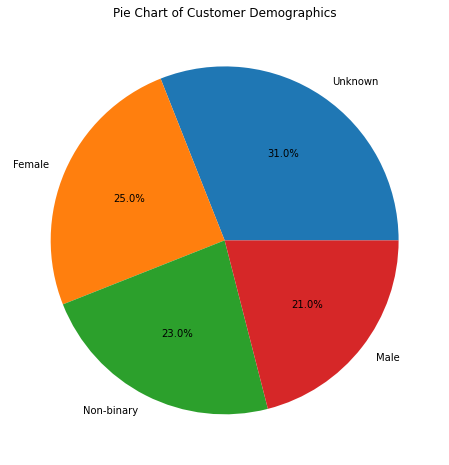 Pie Chart of Customer Demographics
Unknown
31.0%
Female
25.0%
23.0%
Non-binary
21.0%
Male